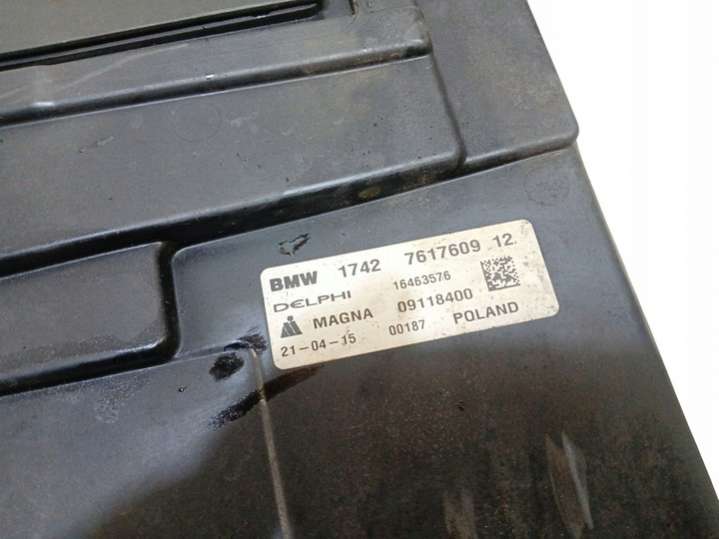 BMW 1742 7617609 12
DELPHI 16463576
MAGNA 09118400
21-04-15 00187 POLAND